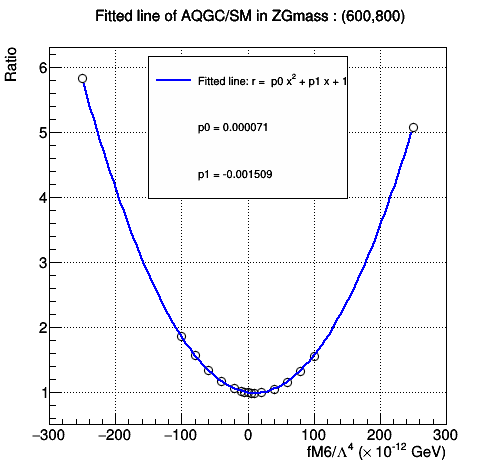 Fitted line of AQGC/SM in ZGmass : (600,800)
Ratio
Fitted line: r = p0 x² + p1 x + 1
p0 = 0.000071
p1 = -0.001509
6
5
4
3
2
1
−300 −200 −100 0 100 200 300
fM6/Λ⁴ (× 10⁻¹² GeV)